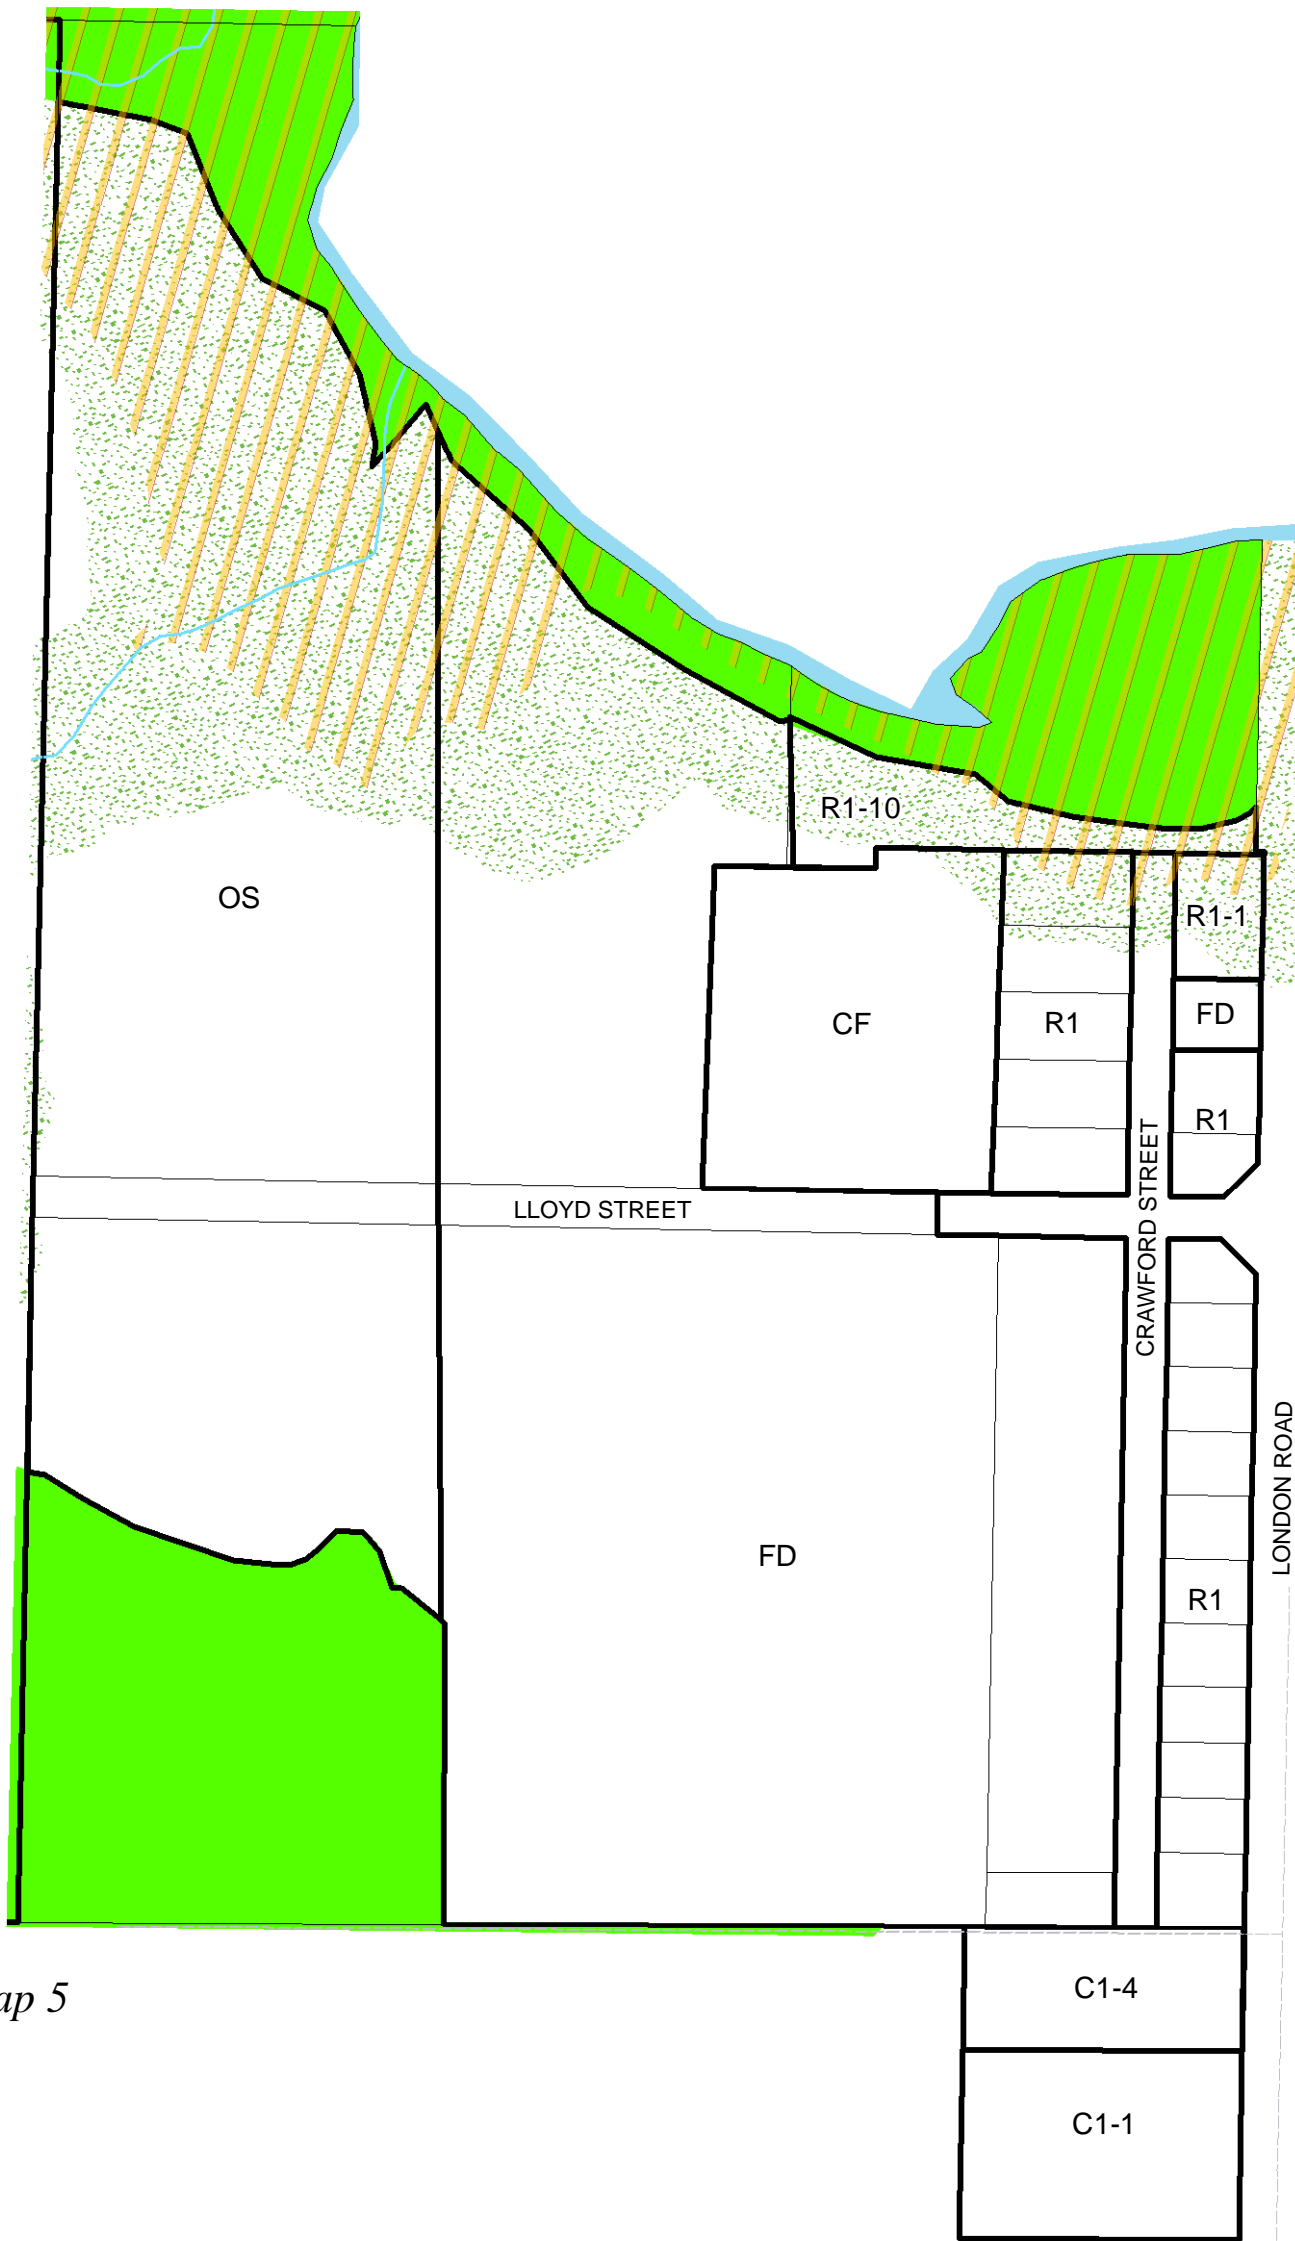 R1-10
OS
R1-1
CF
R1
FD
R1
LLOYD STREET
CRAWFORD STREET
LONDON ROAD
FD
R1
ap 5
C1-4
C1-1